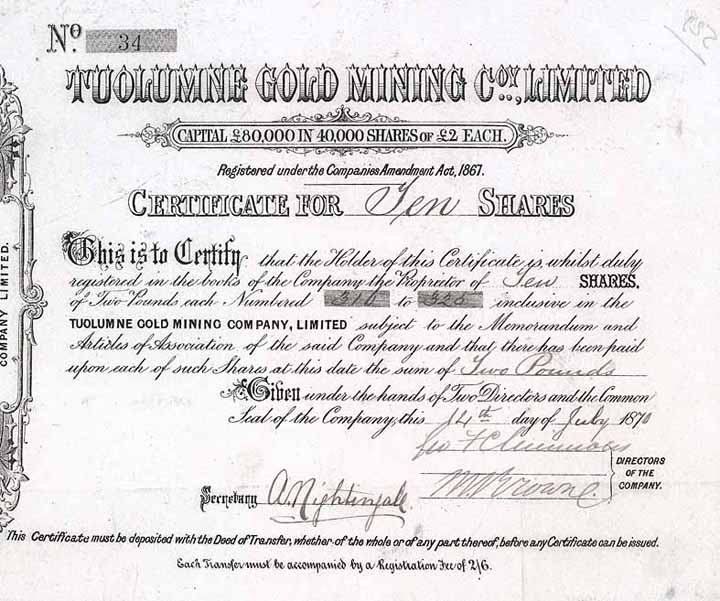 No. 34
TUOLUMNE GOLD MINING COY., LIMITED
CAPITAL £80,000 IN 40,000 SHARES OF £2 EACH.
Registered under the Companies Amendment Act, 1867.
CERTIFICATE FOR Ten SHARES
This is to Certify that the Holder of this Certificate is, whilst duly
registered in the books of the Company the Proprietor of Ten SHARES,
of Two Pounds each Numbered 316 to 325 inclusive in the
TUOLUMNE GOLD MINING COMPANY, LIMITED subject to the Memorandum and
Articles of Association of the said Company and that there has been paid
upon each of such Shares at this date the sum of Two Pounds
Given under the hands of Two Directors and the Common
Seal of the Company, this 14th day of July 1870
Geo
W Browne.
DIRECTORS
OF THE
COMPANY.
Secretary A. Nightingale.
This Certificate must be deposited with the Deed of Transfer, whether of the whole or of any part thereof, before any Certificate can be issued.
Each Transfer must be accompanied by a Registration Fee of 2/6.
COMPANY LIMITED.